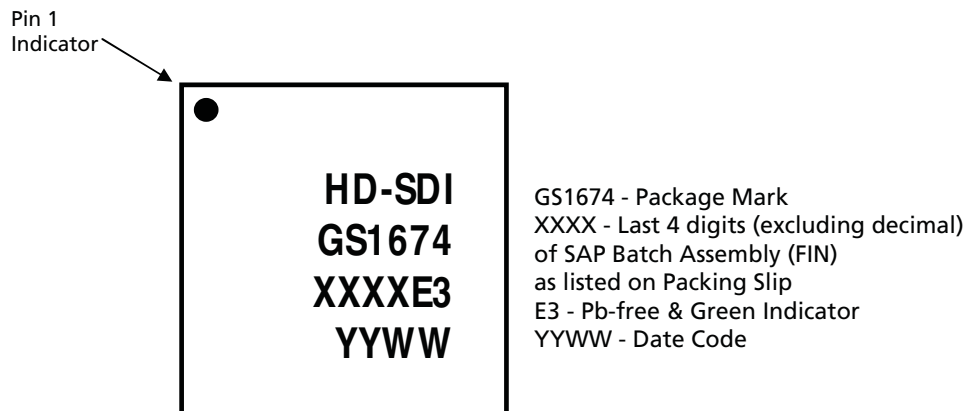 Pin 1
Indicator
HD-SDI
GS1674
XXXXE3
YYWW
GS1674 - Package Mark
XXXX - Last 4 digits (excluding decimal)
of SAP Batch Assembly (FIN)
as listed on Packing Slip
E3 - Pb-free & Green Indicator
YYWW - Date Code